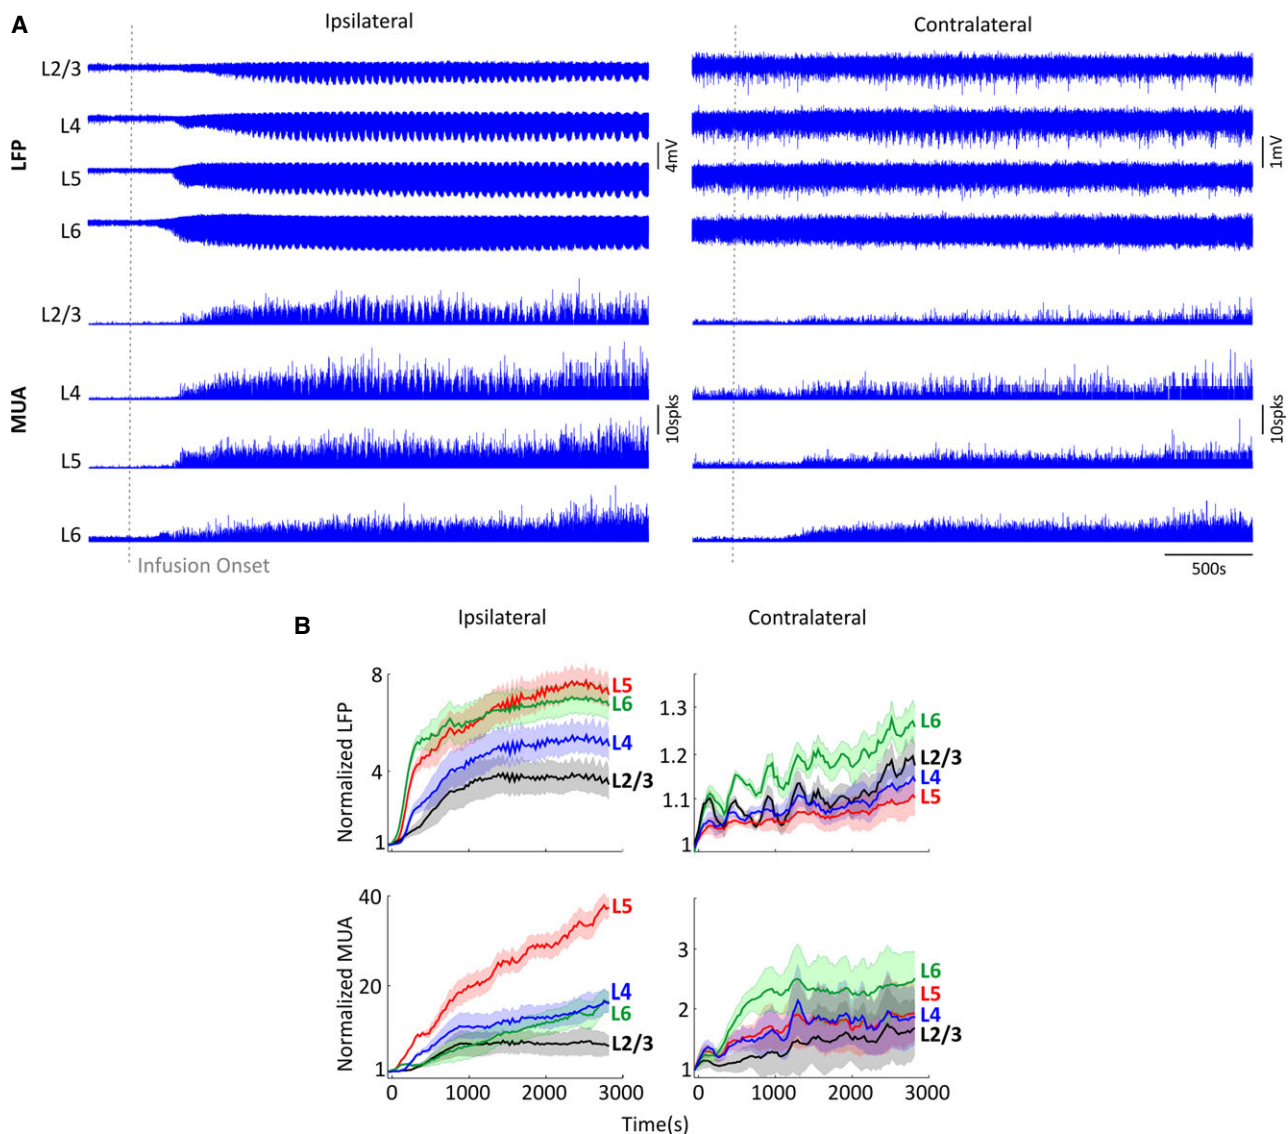 A
Ipsilateral
Contralateral
LFP
L2/3
L4
L5
L6
4mV
1mV
MUA
L2/3
L4
L5
L6
10spks
10spks
Infusion Onset
500s
B
Ipsilateral
Contralateral
Normalized LFP
8
4
1
L5
L6
L4
L2/3
1.3
1.2
1.1
1
L6
L2/3
L4
L5
Normalized MUA
40
20
1
L5
L4
L6
L2/3
3
2
1
L6
L5
L4
L2/3
0 1000 2000 3000
0 1000 2000 3000
Time(s)